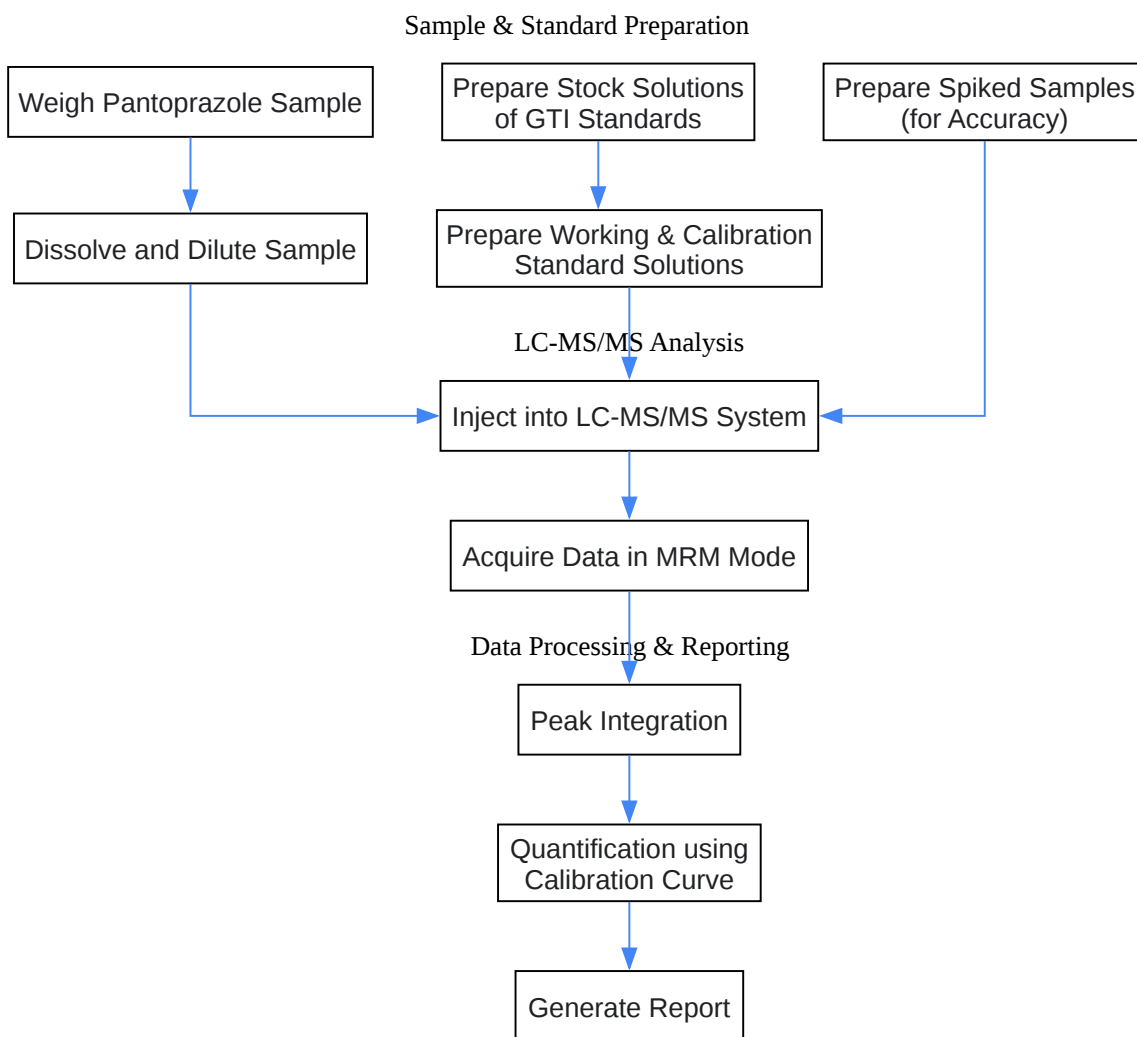 Sample & Standard Preparation
Weigh Pantoprazole Sample
Prepare Stock Solutions
of GTI Standards
Prepare Spiked Samples
(for Accuracy)
Dissolve and Dilute Sample
Prepare Working & Calibration
Standard Solutions
LC-MS/MS Analysis
Inject into LC-MS/MS System
Acquire Data in MRM Mode
Data Processing & Reporting
Peak Integration
Quantification using
Calibration Curve
Generate Report